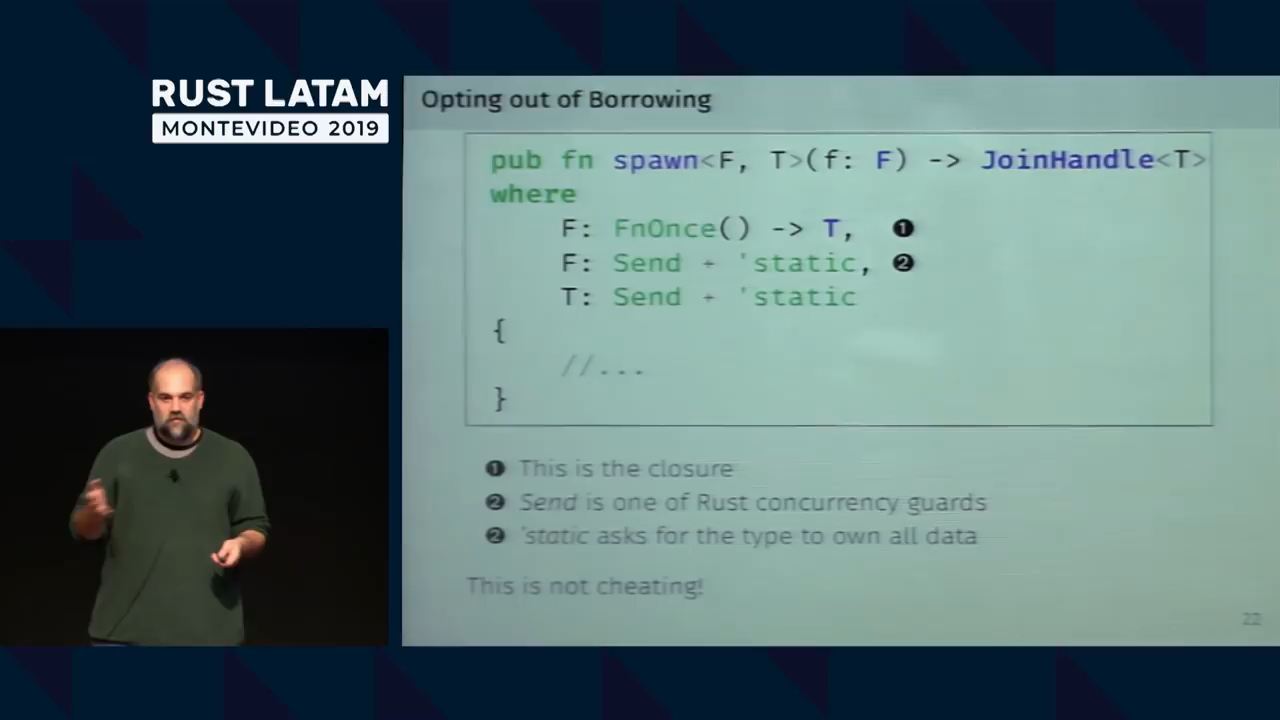 RUST LATAM
MONTEVIDEO 2019
Opting out of Borrowing
pub fn spawn<F, T>(f: F) -> JoinHandle<T>
where
F: FnOnce() -> T, ❶
F: Send + 'static, ❷
T: Send + 'static
{
//...
}
❶ This is the closure
❷ Send is one of Rust concurrency guards
❷ 'static asks for the type to own all data
This is not cheating!
22